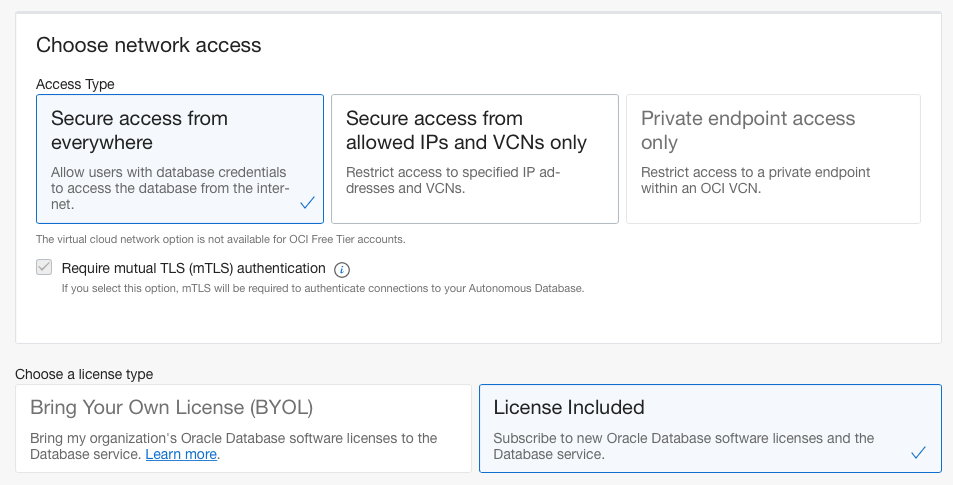 Choose network access
Access Type
Secure access from
everywhere
Allow users with database credentials
to access the database from the inter-
net.
Secure access from
allowed IPs and VCNs only
Restrict access to specified IP ad-
dresses and VCNs.
Private endpoint access
only
Restrict access to a private endpoint
within an OCI VCN.
The virtual cloud network option is not available for OCI Free Tier accounts.
Require mutual TLS (mTLS) authentication i
If you select this option, mTLS will be required to authenticate connections to your Autonomous Database.
Choose a license type
Bring Your Own License (BYOL)
Bring my organization's Oracle Database software licenses to the
Database service. Learn more.
License Included
Subscribe to new Oracle Database software licenses and the
Database service.